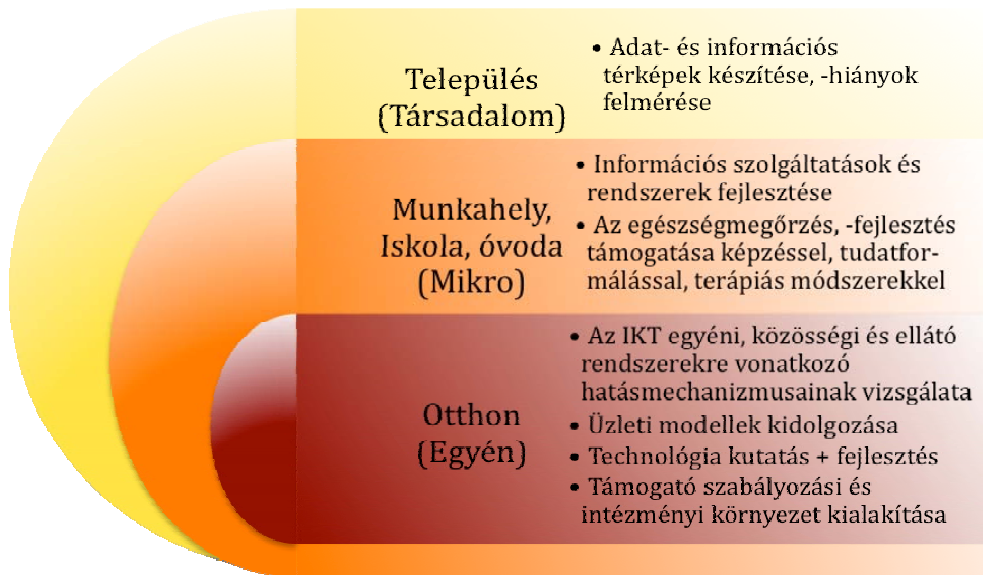 Település
(Társadalom)
• Adat- és információs
térképek készítése, -hiányok
felmérése
Munkahely,
Iskola, óvoda
(Mikro)
• Információs szolgáltatások és
rendszerek fejlesztése
• Az egészségmegőrzés, -fejlesztés
támogatása képzéssel, tudatfor-
málással, terápiás módszerekkel
Otthon
(Egyén)
• Az IKT egyéni, közösségi és ellátó
rendszerekre vonatkozó
hatásmechanizmusainak vizsgálata
• Üzleti modellek kidolgozása
• Technológia kutatás + fejlesztés
• Támogató szabályozási és
intézményi környezet kialakítása